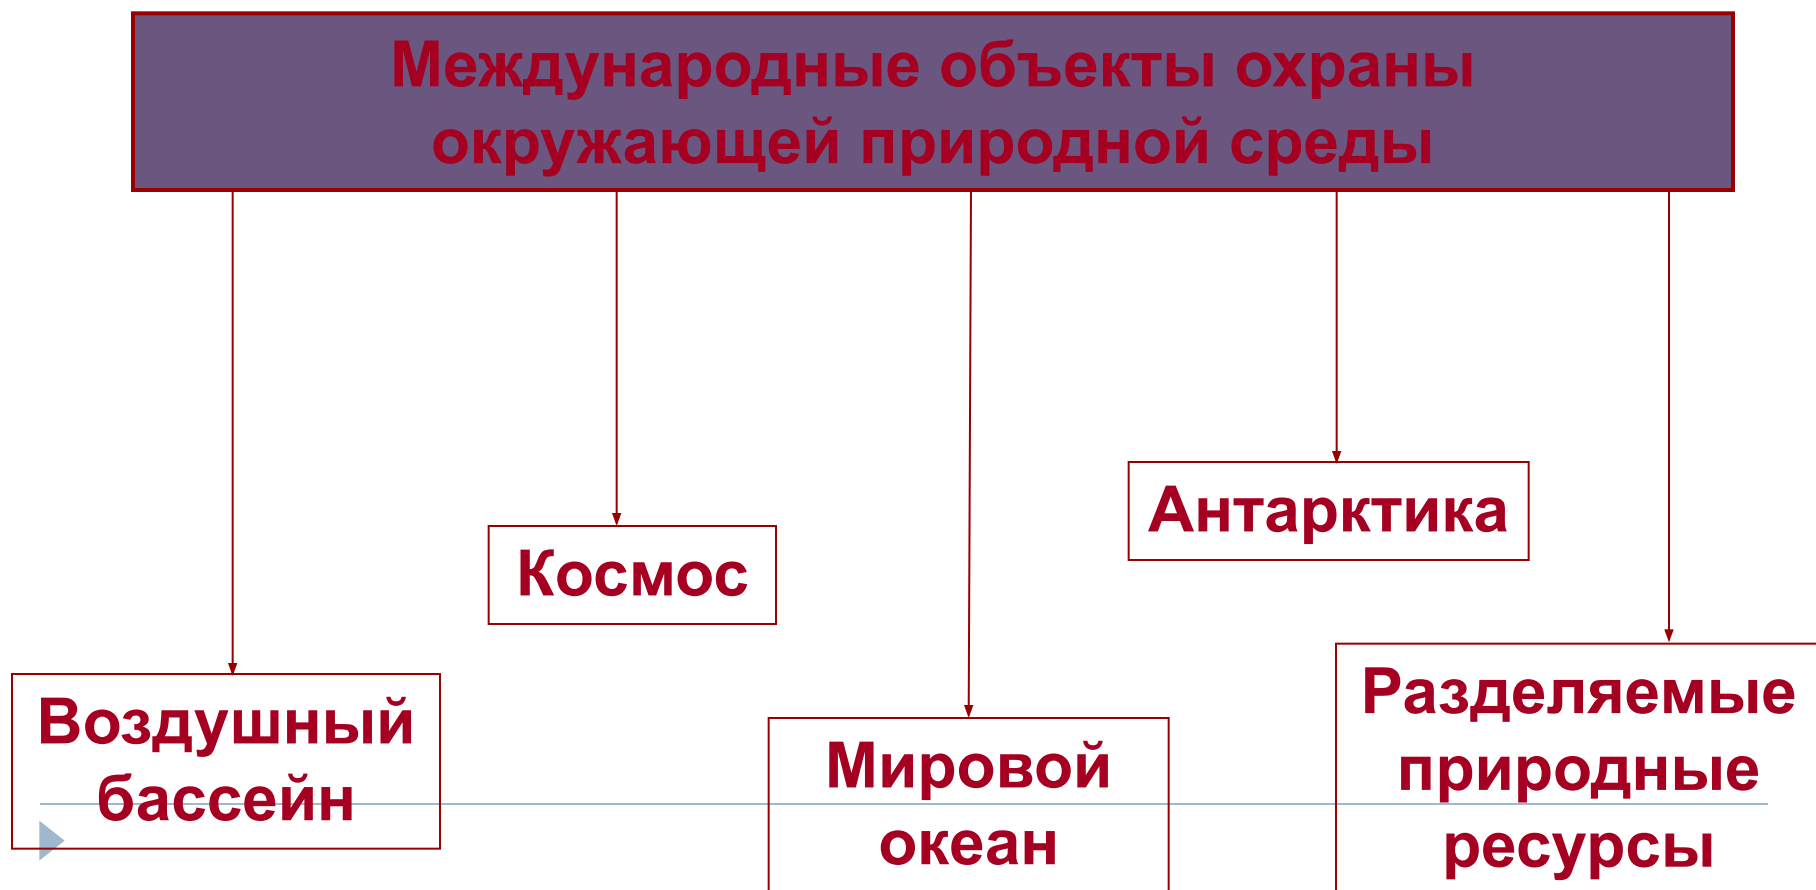 Международные объекты охраны
окружающей природной среды
Антарктика
Космос
Воздушный
бассейн
Мировой
океан
Разделяемые
природные
ресурсы